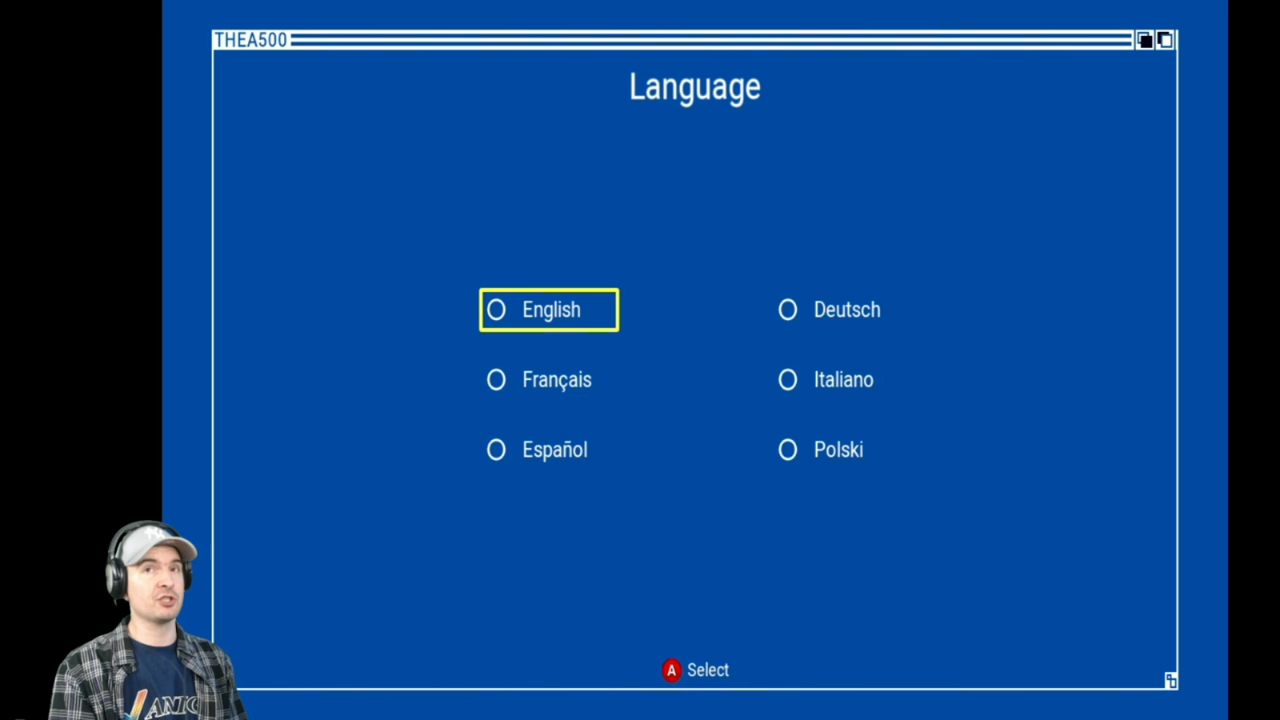 THEA500
Language
English
Deutsch
Français
Italiano
Español
Polski
A Select